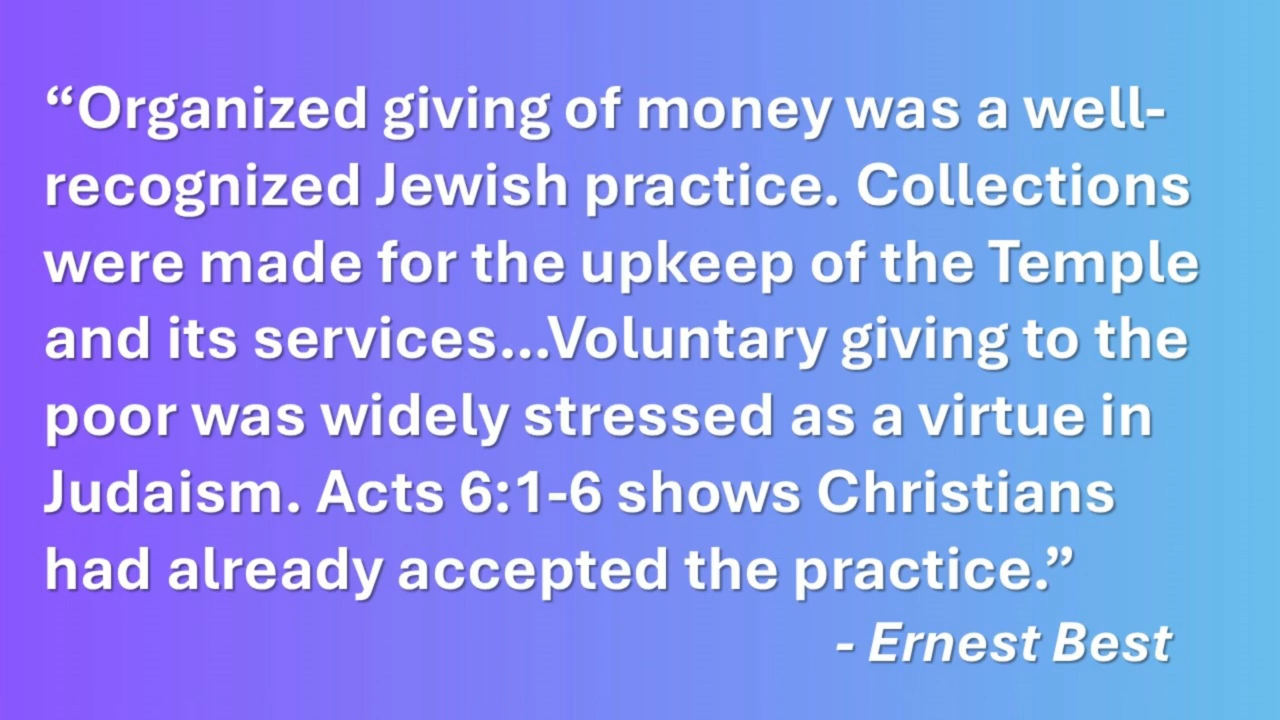 “Organized giving of money was a well-
recognized Jewish practice. Collections
were made for the upkeep of the Temple
and its services...Voluntary giving to the
poor was widely stressed as a virtue in
Judaism. Acts 6:1-6 shows Christians
had already accepted the practice.”
- Ernest Best